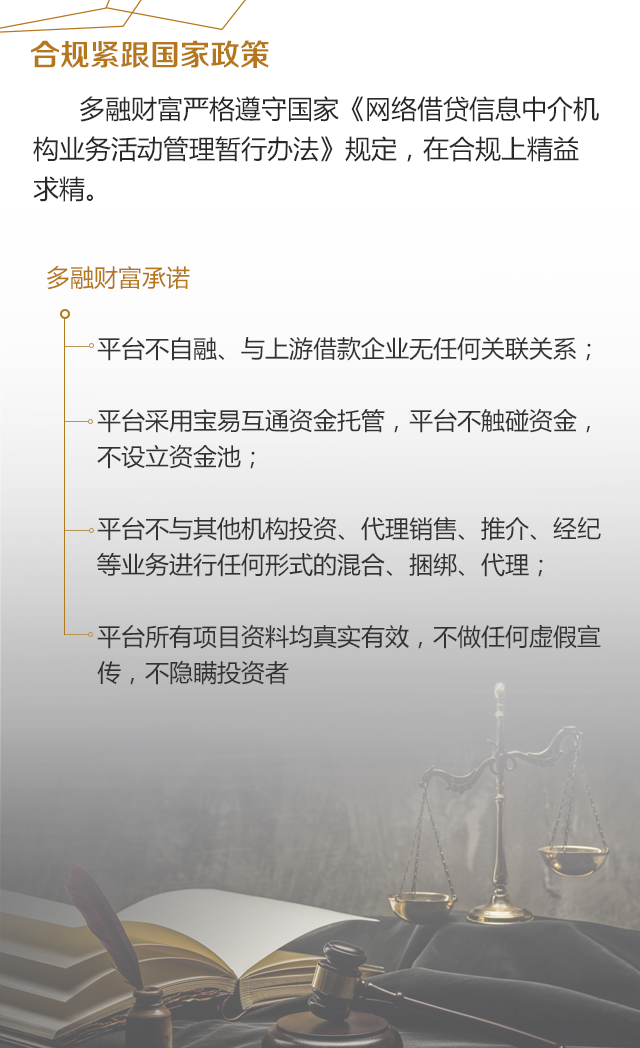 合规紧跟国家政策
多融财富严格遵守国家《网络借贷信息中介机
构业务活动管理暂行办法》规定，在合规上精益
求精。
多融财富承诺
平台不自融、与上游借款企业无任何关联关系；
平台采用宝易互通资金托管，平台不触碰资金，
不设立资金池；
平台不与其他机构投资、代理销售、推介、经纪
等业务进行任何形式的混合、捆绑、代理；
平台所有项目资料均真实有效，不做任何虚假宣
传，不隐瞒投资者